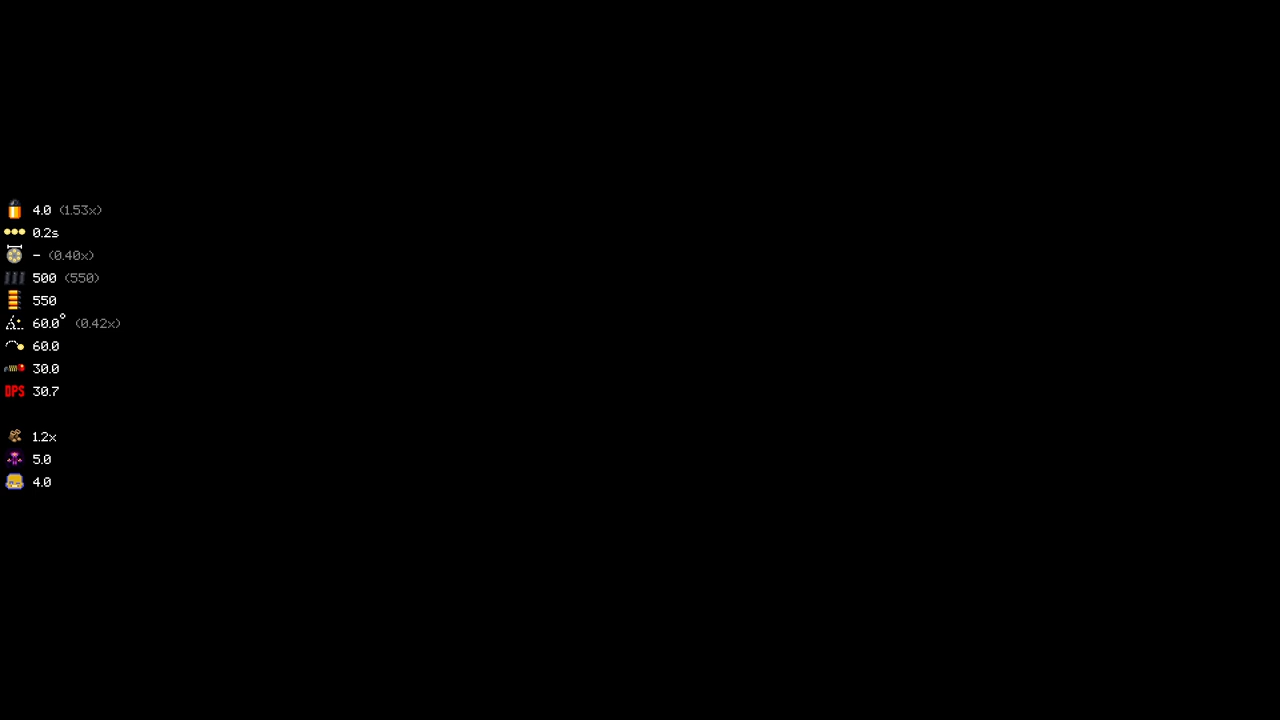 4.0 (1.53x)
0.2s
- (0.40x)
500 (550)
550
60.0° (0.42x)
60.0
30.0
DPS 30.7
1.2x
5.0
4.0